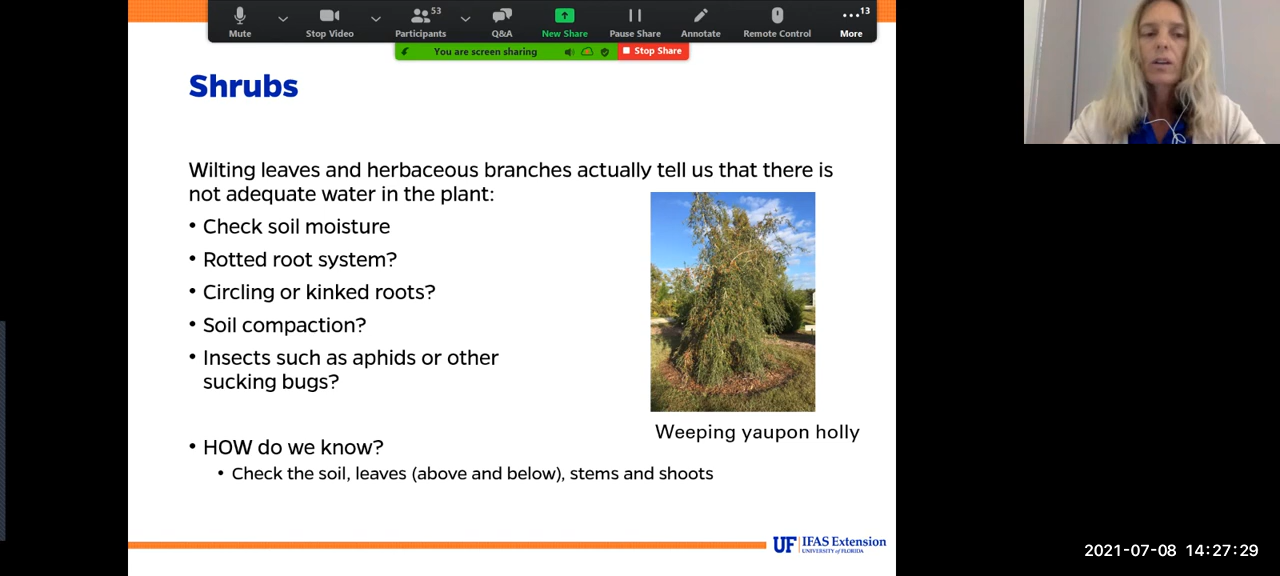 53
13
Mute
Stop Video
Participants
Q&A
New Share
Pause Share
Annotate
Remote Control
More
You are screen sharing
Stop Share
Shrubs
Wilting leaves and herbaceous branches actually tell us that there is
not adequate water in the plant:
• Check soil moisture
• Rotted root system?
• Circling or kinked roots?
• Soil compaction?
• Insects such as aphids or other
sucking bugs?
Weeping yaupon holly
• HOW do we know?
• Check the soil, leaves (above and below), stems and shoots
UF IFAS Extension
UNIVERSITY of FLORIDA
2021-07-08 14:27:29